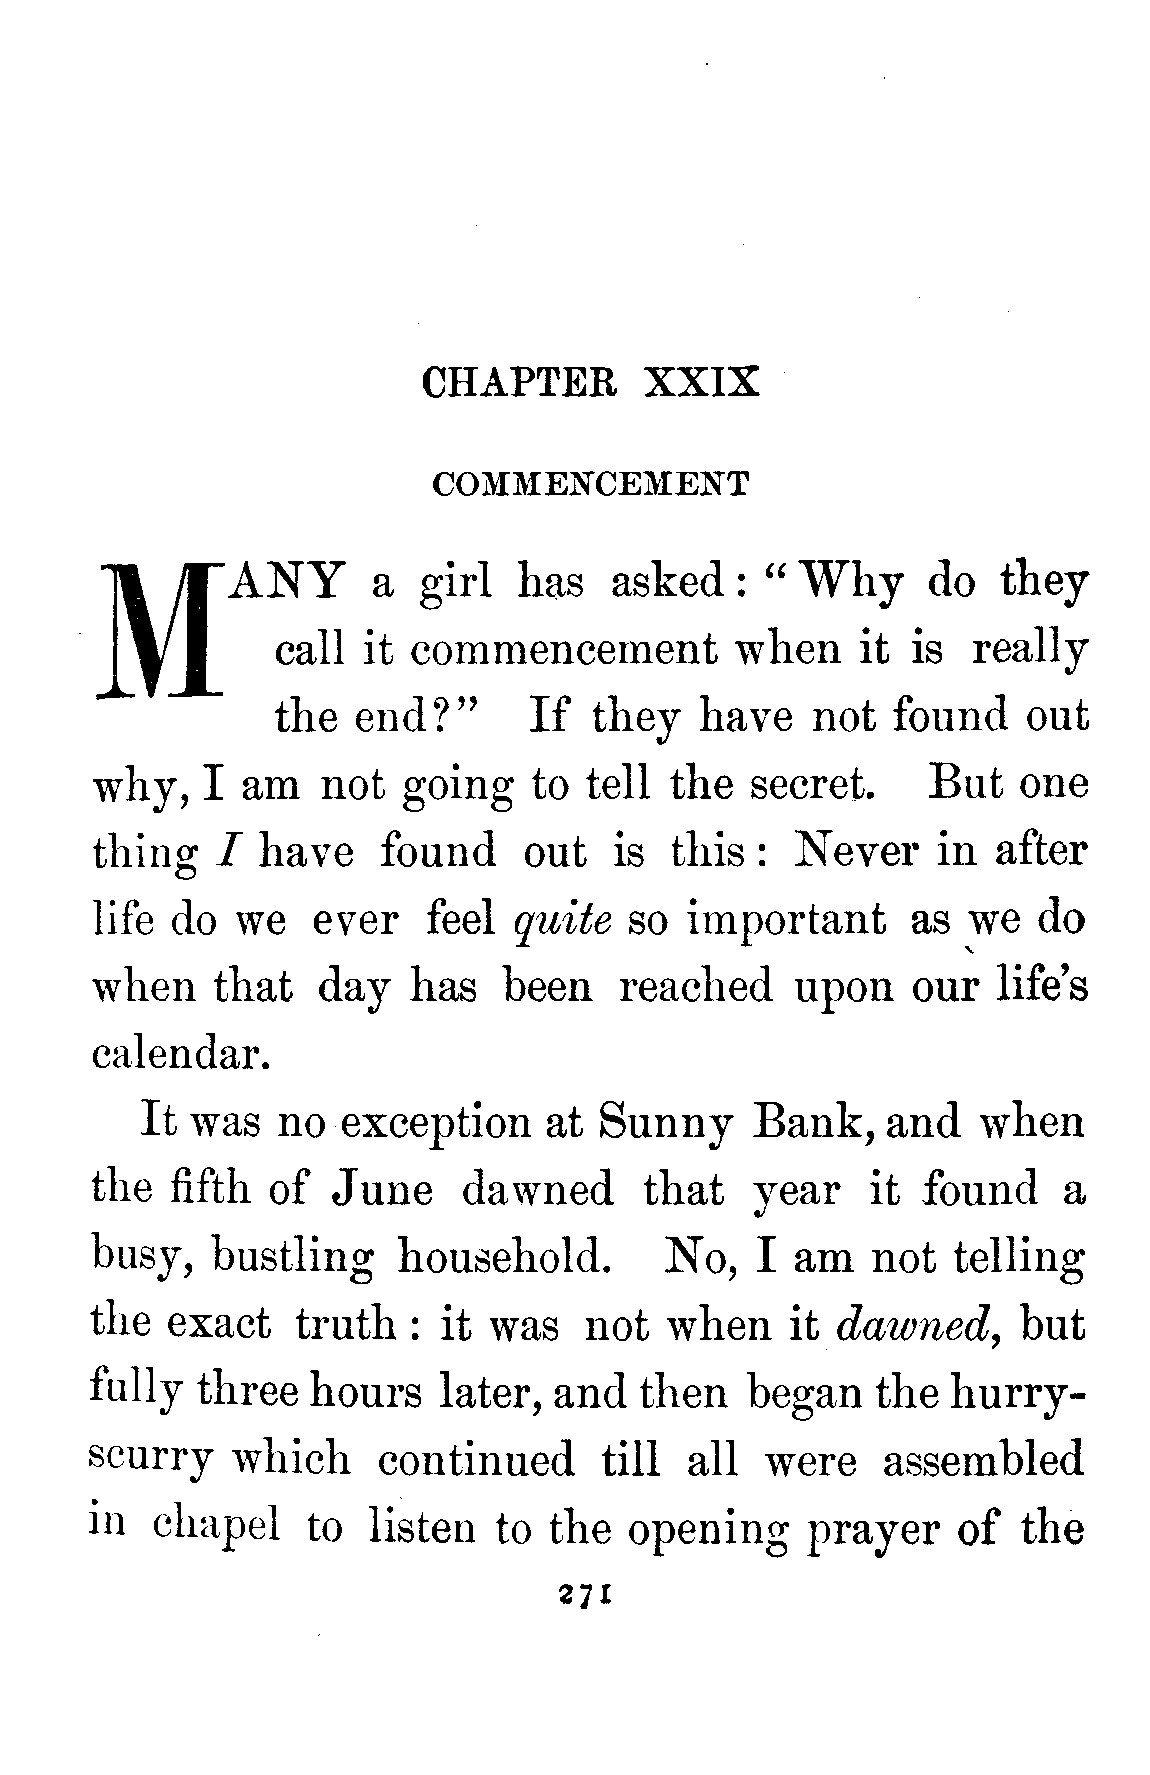 CHAPTER XXIX
COMMENCEMENT
MANY a girl has asked: “Why do they
call it commencement when it is really
the end?” If they have not found out
why, I am not going to tell the secret. But one
thing I have found out is this: Never in after
life do we ever feel quite so important as we do
when that day has been reached upon our life’s
calendar.
It was no exception at Sunny Bank, and when
the fifth of June dawned that year it found a
busy, bustling household. No, I am not telling
the exact truth: it was not when it dawned, but
fully three hours later, and then began the hurry-
scurry which continued till all were assembled
in chapel to listen to the opening prayer of the
271